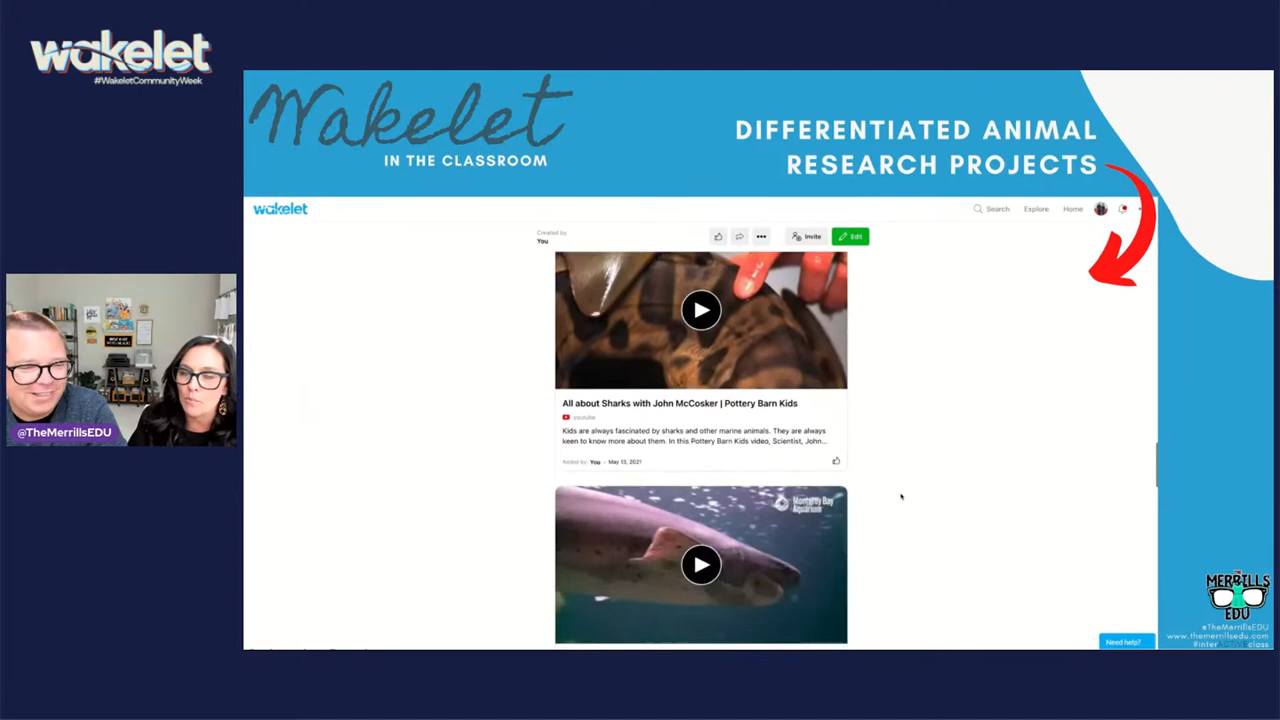 wakelet
#WakeletCommunityWeek
Wakelet
IN THE CLASSROOM
DIFFERENTIATED ANIMAL
RESEARCH PROJECTS
wakelet
Search Explore Home
Created by
You
Invite Edit
All about Sharks with John McCosker | Pottery Barn Kids
youtube
Kids are always fascinated by sharks and other marine animals. They are always
keen to know more about them. In this Pottery Barn Kids video, Scientist, John...
Added by: You - May 13, 2021
Monterey Bay
Aquarium
@TheMerrillsEDU
THE
MERRILLS
EDU
@TheMerrillsEDU
www.themerrillsedu.com
#interACTIVEclass
Need help?